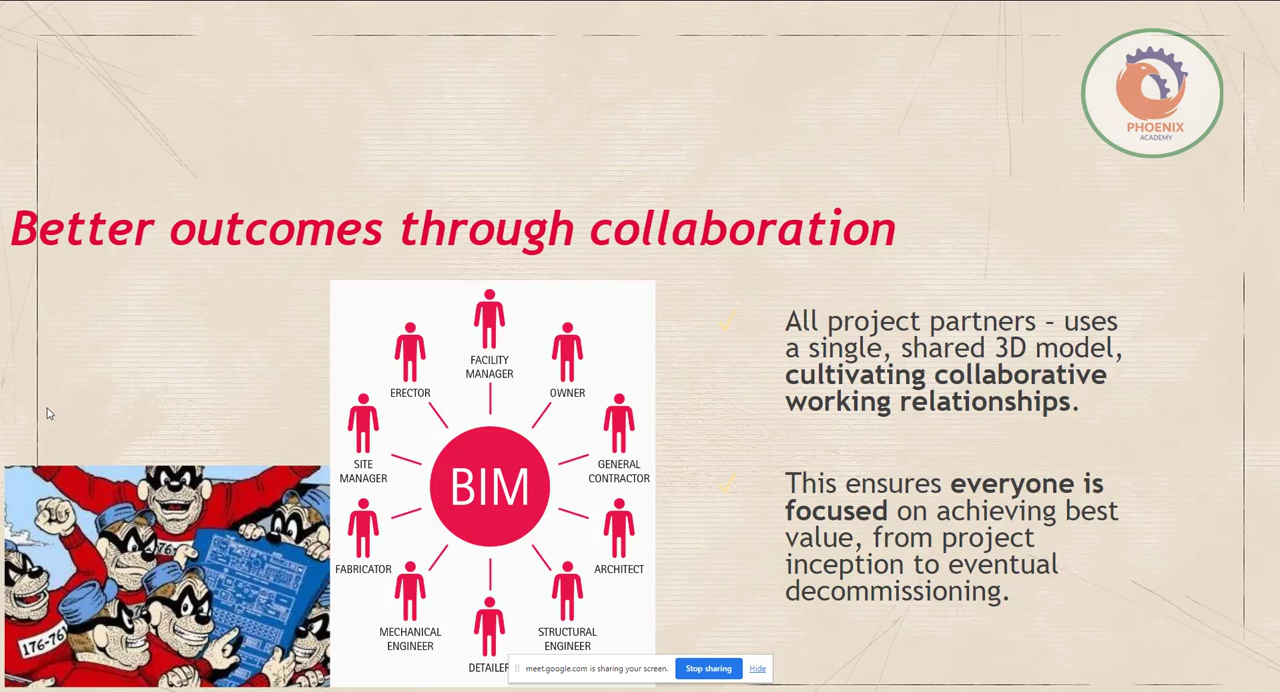 PHOENIX
ACADEMY
Better outcomes through collaboration
FACILITY
MANAGER
ERECTOR
OWNER
SITE
MANAGER
GENERAL
CONTRACTOR
BIM
FABRICATOR
ARCHITECT
MECHANICAL
ENGINEER
STRUCTURAL
ENGINEER
DETAILER
All project partners – uses
a single, shared 3D model,
cultivating collaborative
working relationships.
This ensures everyone is
focused on achieving best
value, from project
inception to eventual
decommissioning.
176-761
176-
meet.google.com is sharing your screen.
Stop sharing
Hide